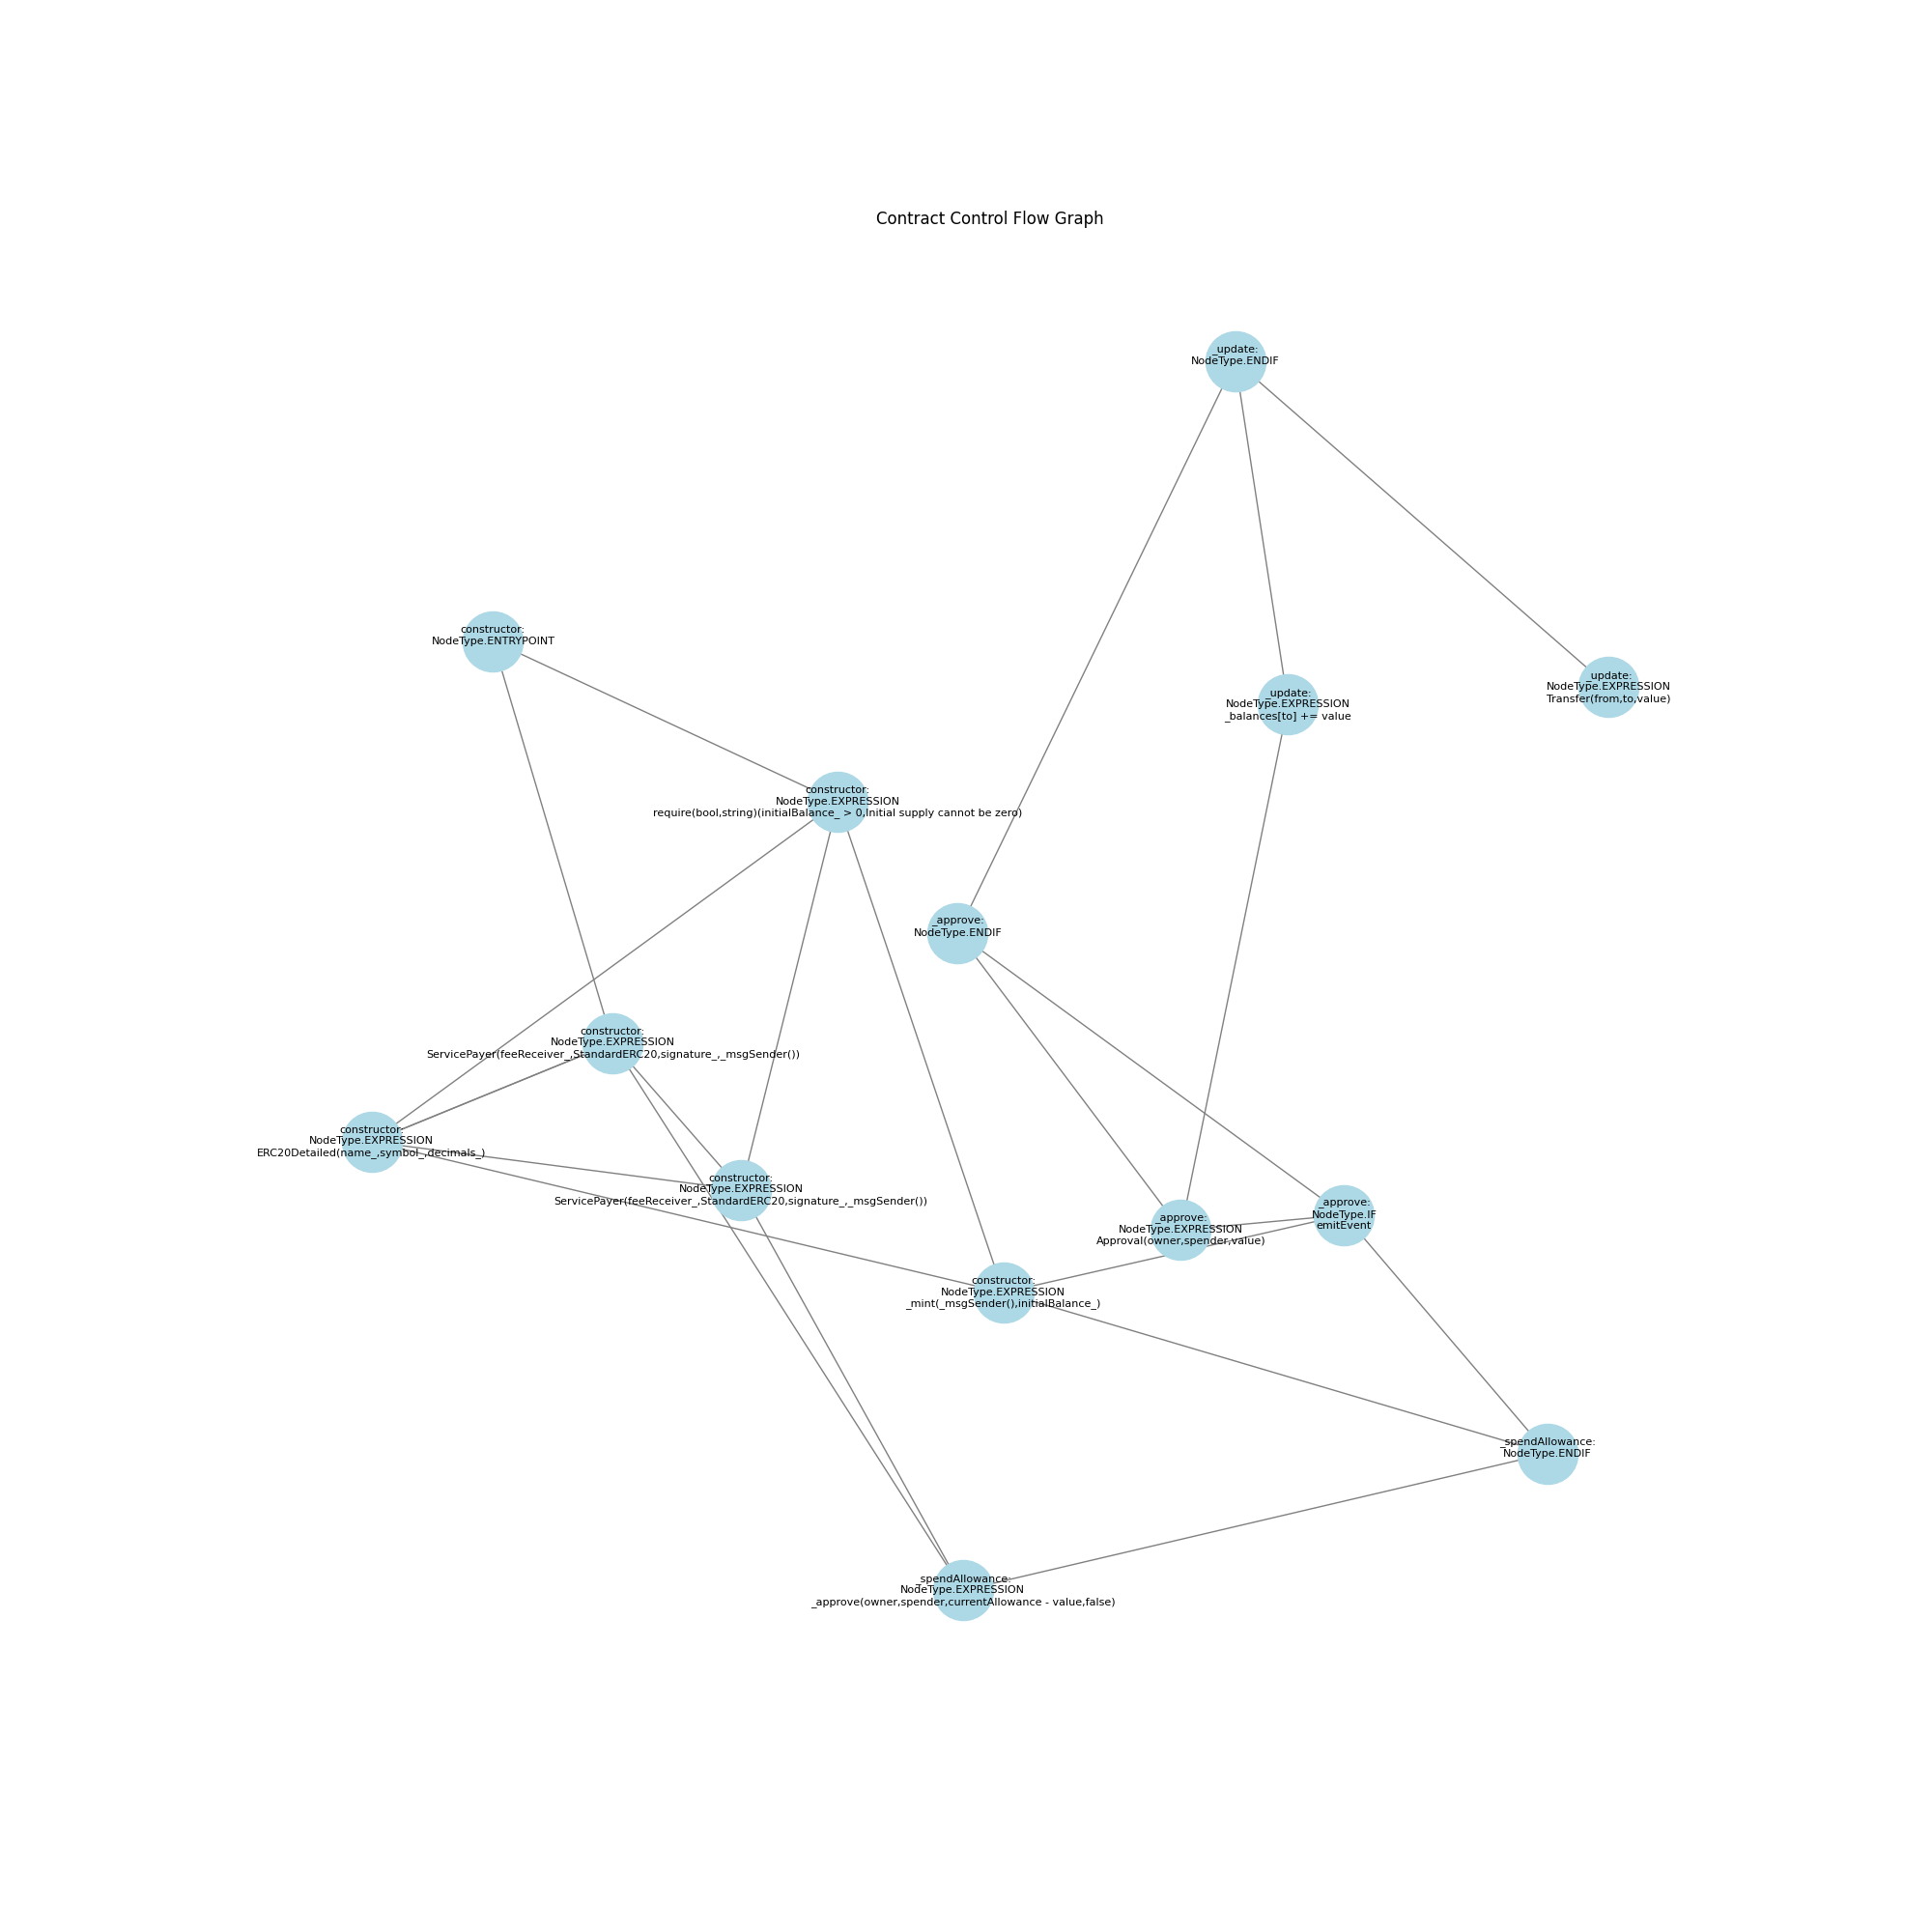 Contract Control Flow Graph
_update:
NodeType.ENDIF
constructor:
NodeType.ENTRYPOINT
_update:
NodeType.EXPRESSION
Transfer(from,to,value)
_update:
NodeType.EXPRESSION
_balances[to] += value
constructor:
NodeType.EXPRESSION
require(bool,string)(initialBalance_ > 0,Initial supply cannot be zero)
_approve:
NodeType.ENDIF
constructor:
NodeType.EXPRESSION
ServicePayer(feeReceiver_,StandardERC20,signature_,_msgSender())
constructor:
NodeType.EXPRESSION
ERC20Detailed(name_,symbol_,decimals_)
constructor:
NodeType.EXPRESSION
ServicePayer(feeReceiver_,StandardERC20,signature_,_msgSender())
_approve:
NodeType.EXPRESSION
Approval(owner,spender,value)
_approve:
NodeType.IF
emitEvent
constructor:
NodeType.EXPRESSION
_mint(_msgSender(),initialBalance_)
_spendAllowance:
NodeType.ENDIF
_spendAllowance:
NodeType.EXPRESSION
_approve(owner,spender,currentAllowance - value,false)